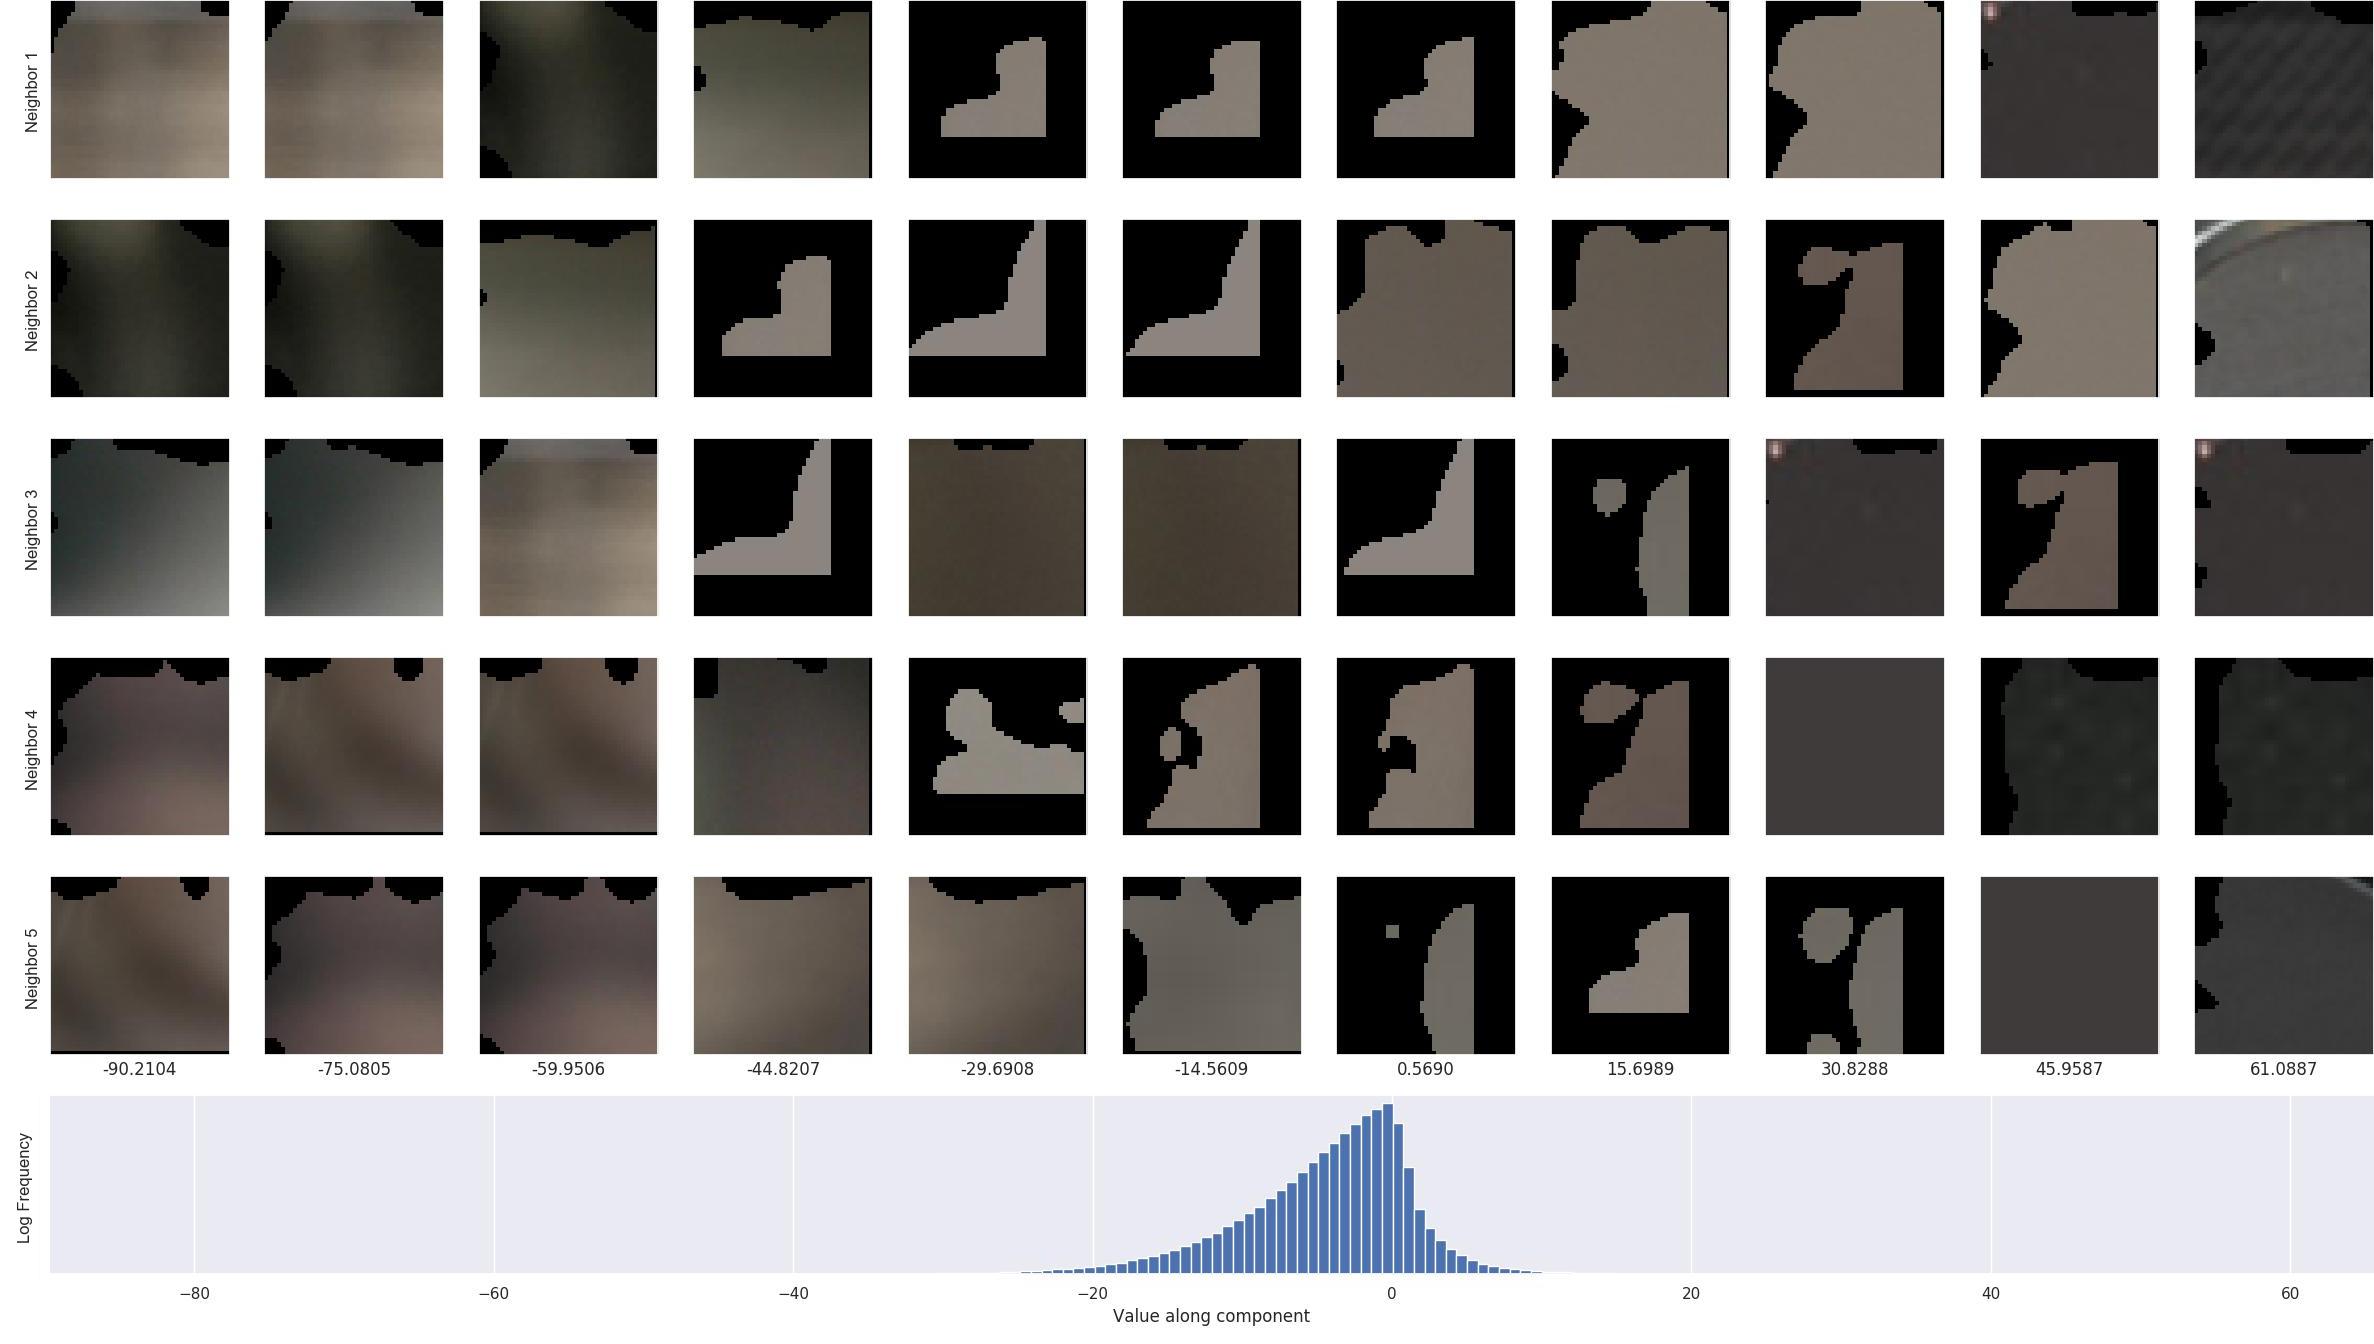 Neighbor 1
Neighbor 2
Neighbor 3
Neighbor 4
Neighbor 5
-90.2104 -75.0805 -59.9506 -44.8207 -29.6908 -14.5609 0.5690 15.6989 30.8288 45.9587 61.0887
Log Frequency
−80 −60 −40 −20 0 20 40 60
Value along component